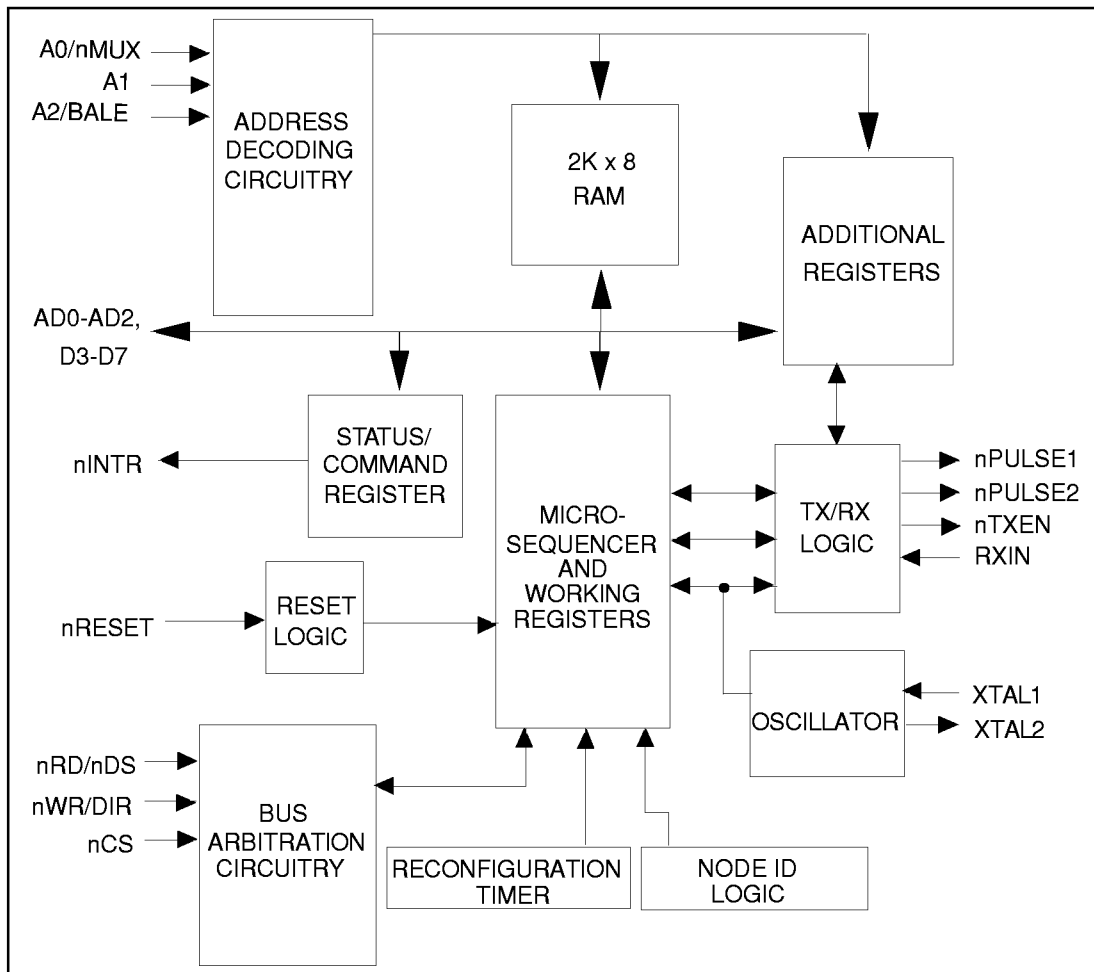 A0/nMUX
A1
A2/BALE
ADDRESS
DECODING
CIRCUITRY
2K x 8
RAM
ADDITIONAL
REGISTERS
AD0-AD2,
D3-D7
nINTR
STATUS/
COMMAND
REGISTER
MICRO-
SEQUENCER
AND
WORKING
REGISTERS
TX/RX
LOGIC
nPULSE1
nPULSE2
nTXEN
RXIN
nRESET
RESET
LOGIC
OSCILLATOR
XTAL1
XTAL2
nRD/nDS
nWR/DIR
nCS
BUS
ARBITRATION
CIRCUITRY
RECONFIGURATION
TIMER
NODE ID
LOGIC